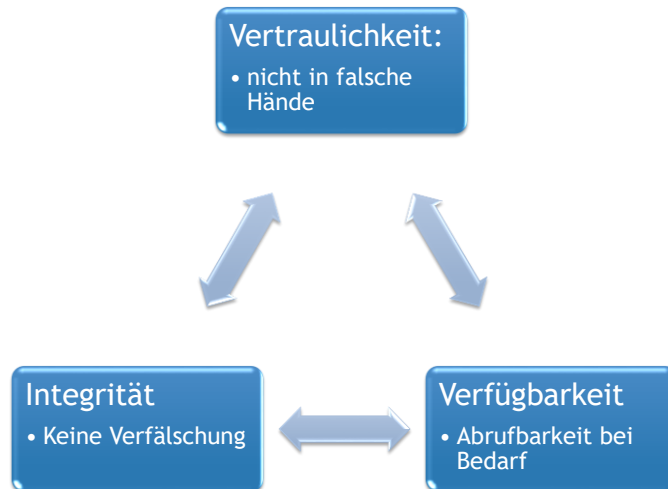 Vertraulichkeit:
• nicht in falsche
Hände
Integrität
• Keine Verfälschung
Verfügbarkeit
• Abrufbarkeit bei
Bedarf